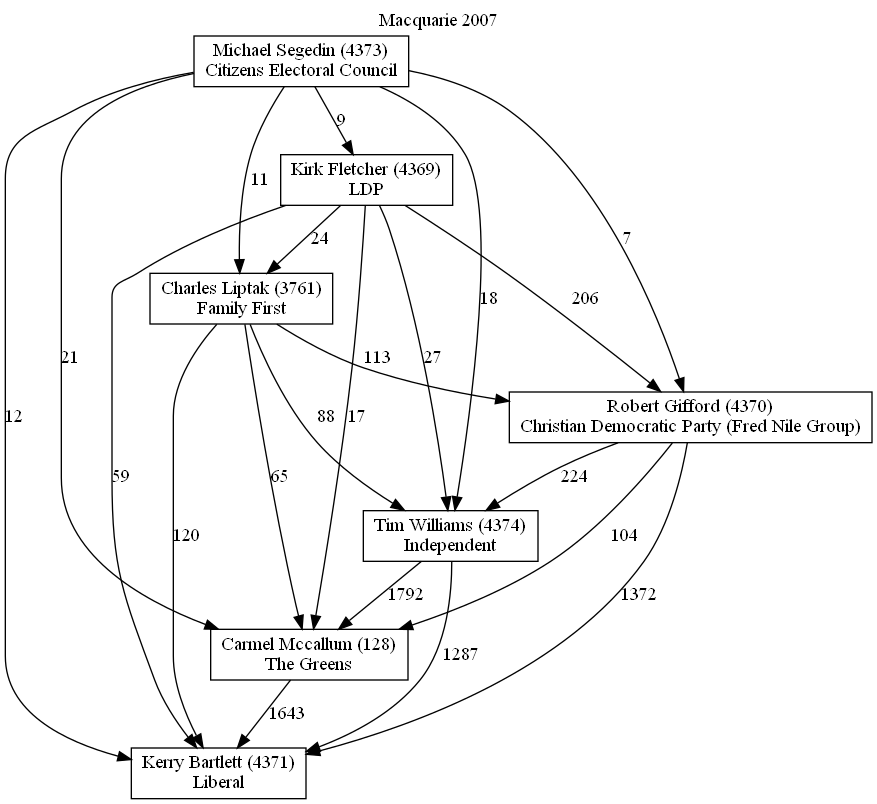 Macquarie 2007
Michael Segedin (4373)
Citizens Electoral Council
9
Kirk Fletcher (4369)
LDP
11
24
7
Charles Liptak (3761)
Family First
18
206
21
113
27
12
88
17
Robert Gifford (4370)
Christian Democratic Party (Fred Nile Group)
59
65
224
Tim Williams (4374)
Independent
120
104
1792
1372
Carmel Mccallum (128)
The Greens
1287
1643
Kerry Bartlett (4371)
Liberal